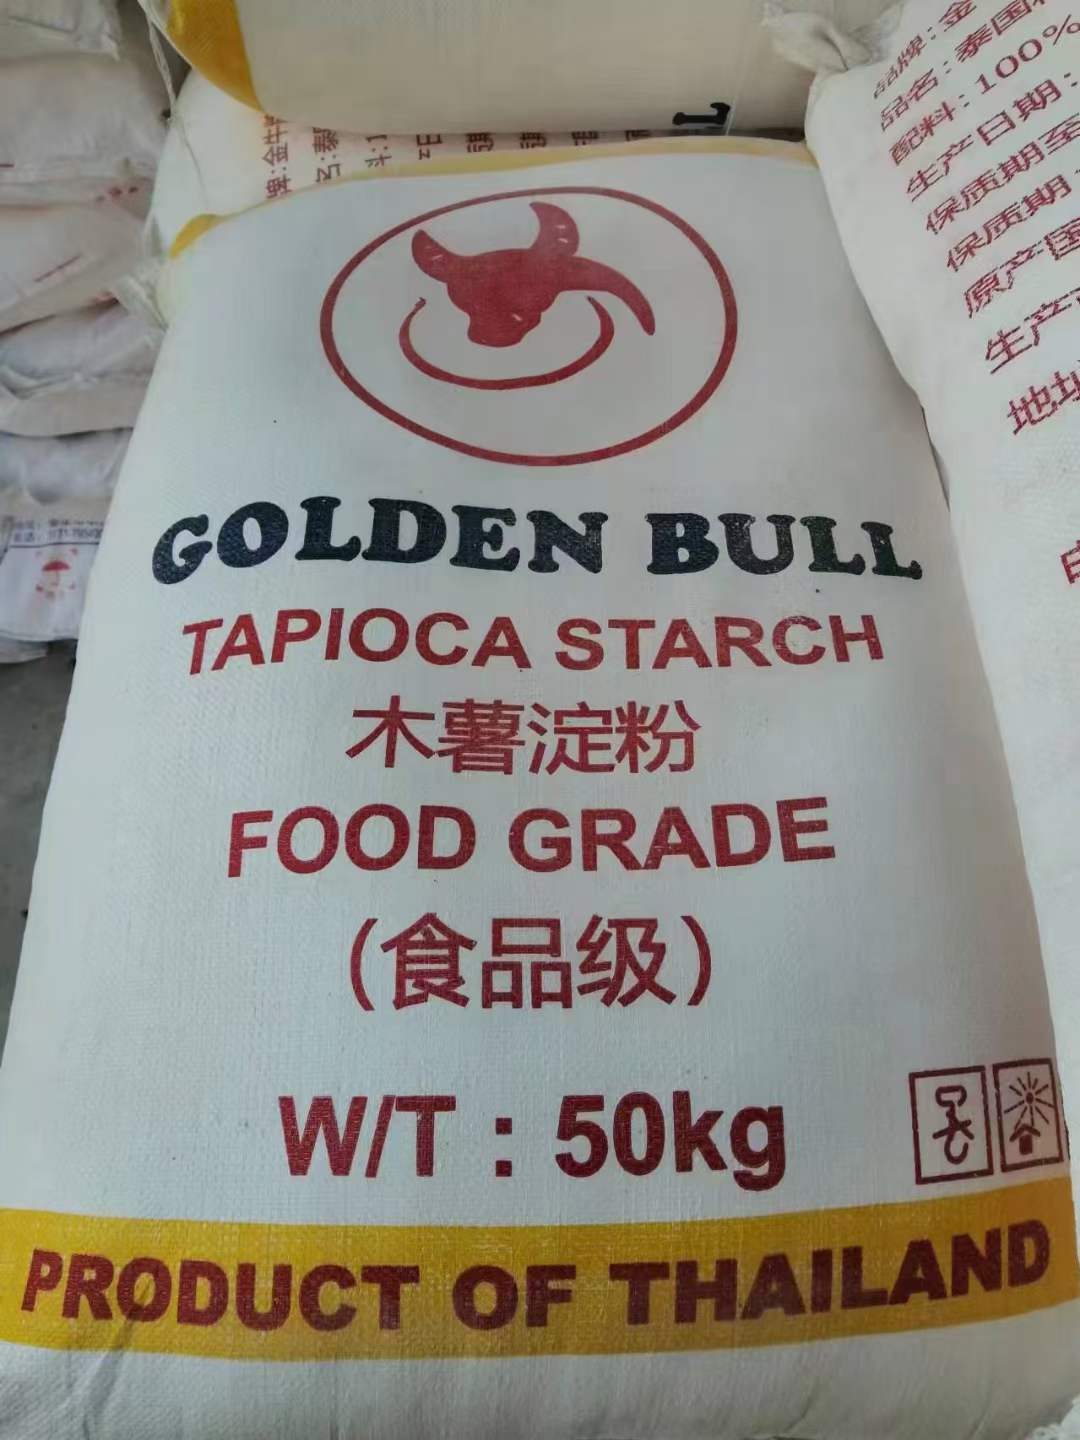 GOLDEN BULL
TAPIOCA STARCH
木薯淀粉
FOOD GRADE
（食品级）
W/T : 50kg
PRODUCT OF THAILAND
品牌:金
品名:泰国
配料:100%
生产日期:
保质期至
保质期
原产国
生产
地址